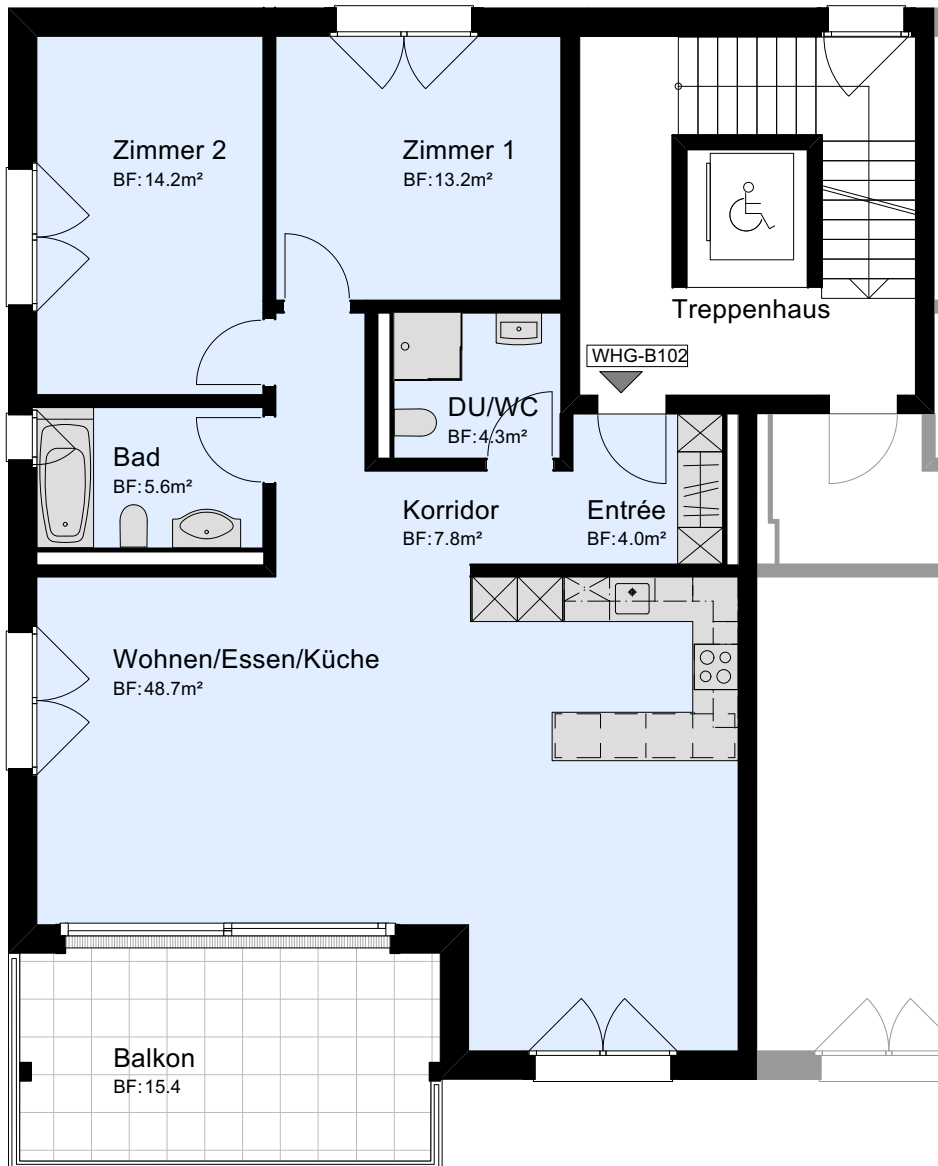 Zimmer 2
BF: 14.2m²
Zimmer 1
BF: 13.2m²
Treppenhaus
WHG-B102
DU/WC
BF: 4.3m²
Bad
BF: 5.6m²
Korridor
BF: 7.8m²
Entrée
BF: 4.0m²
Wohnen/Essen/Küche
BF: 48.7m²
Balkon
BF: 15.4